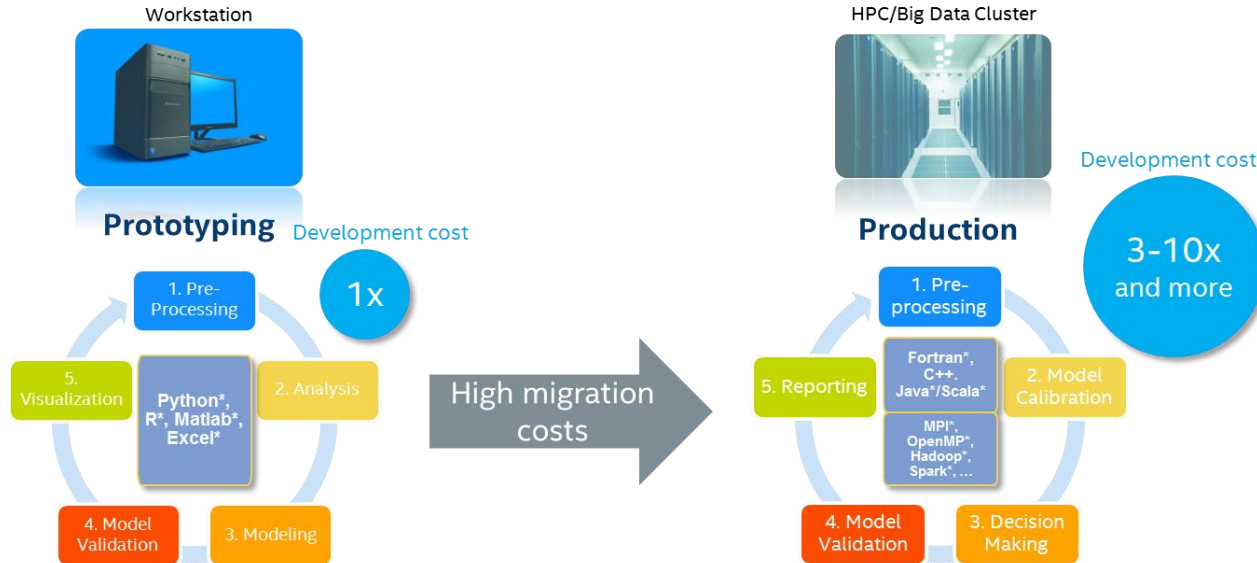 Workstation
HPC/Big Data Cluster
Prototyping
Development cost
1x
1. Pre-
Processing
2. Analysis
3. Modeling
4. Model
Validation
5.
Visualization
Python*,
R*, Matlab*,
Excel*
High migration
costs
Production
Development cost
3-10x
and more
1. Pre-
processing
2. Model
Calibration
3. Decision
Making
4. Model
Validation
5. Reporting
Fortran*,
C++.
Java*/Scala*
MPI*,
OpenMP*,
Hadoop*,
Spark*, ...